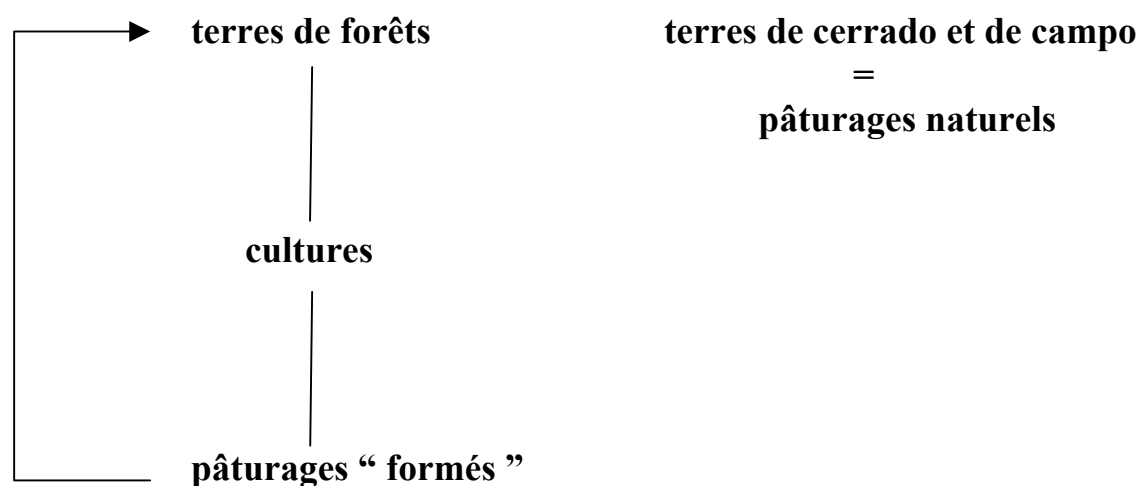 terres de forêts
terres de cerrado et de campo
=
pâturages naturels
cultures
pâturages “ formés ”